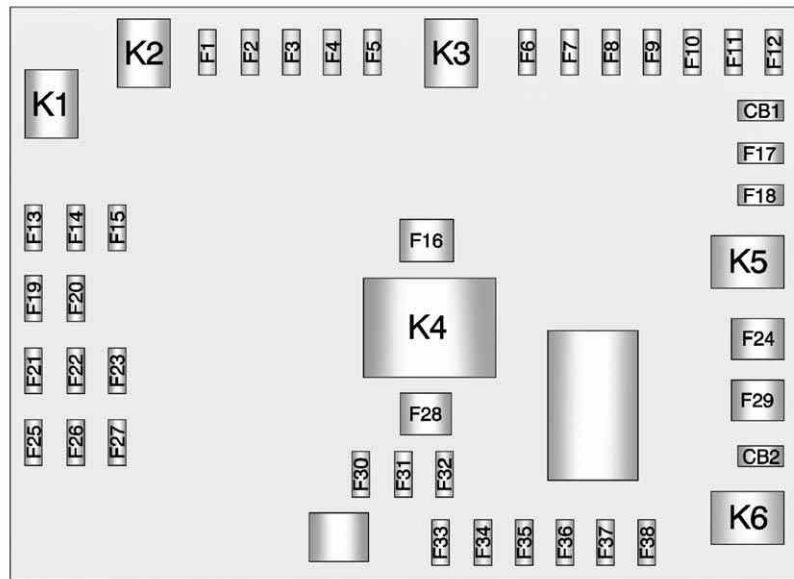 K2 F1 F2 F3 F4 F5 K3 F6 F7 F8 F9 F10 F11 F12
K1
CB1
F17
F18
F13 F14 F15
F16
K5
F19 F20
K4
F24
F21 F22 F23
F28
F29
F25 F26 F27
CB2
F30 F31 F32
K6
F33 F34 F35 F36 F37 F38